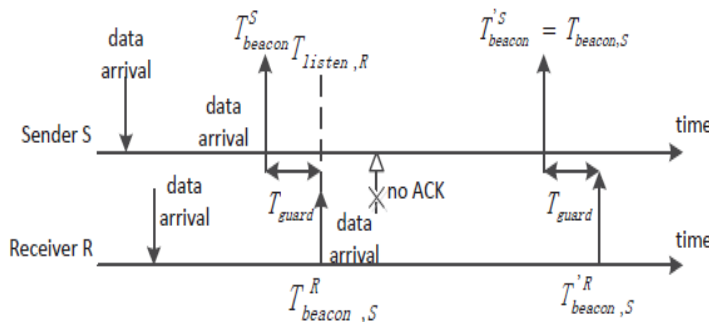 data
arrival
T^S_beacon
T_listen,R
T^'S_beacon = T_beacon,S
data
arrival
Sender S
time
data
arrival
T_guard
no ACK
T_guard
data
arrival
Receiver R
time
T^R_beacon,S
T^'R_beacon,S